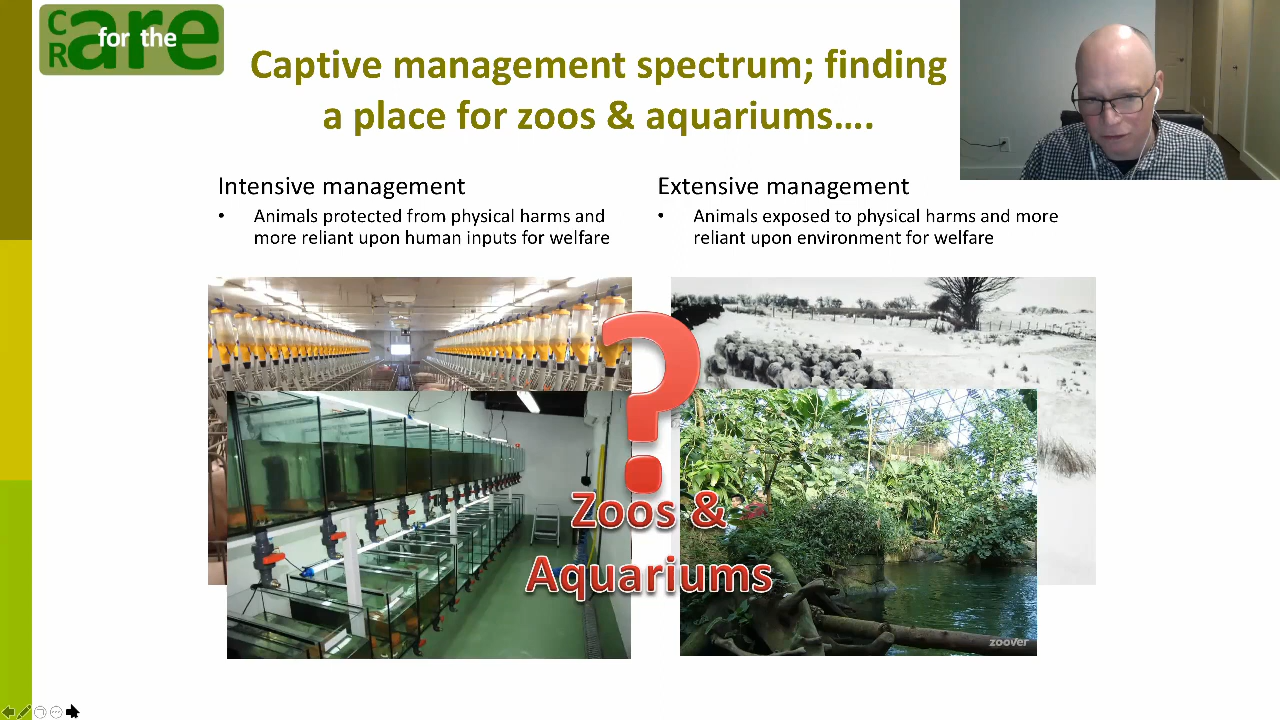 C are
R for the
Captive management spectrum; finding
a place for zoos & aquariums….
Intensive management
• Animals protected from physical harms and
more reliant upon human inputs for welfare
Extensive management
• Animals exposed to physical harms and more
reliant upon environment for welfare
?
Zoos &
Aquariums
zoover